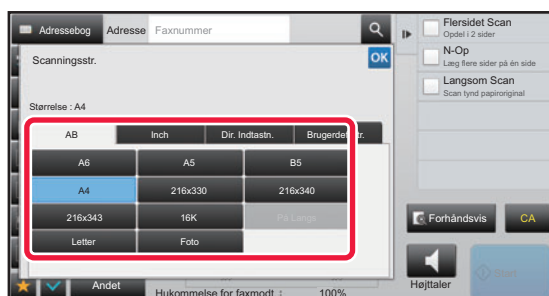 Adressebog Adresse Faxnummer
Scanningsstr. OK
Størrelse : A4
AB Inch Dir. Indtastn. Brugerdef. str.
A6 A5 B5
A4 216x330 216x340
216x343 16K På Langs
Letter Foto
Andet
Hukommelse for faxmodt.: 100%
Flersidet Scan
Opdel i 2 sider
N-Op
Læg flere sider på én side
Langsom Scan
Scan tynd papiroriginal
Forhåndsvis CA
Højttaler Start